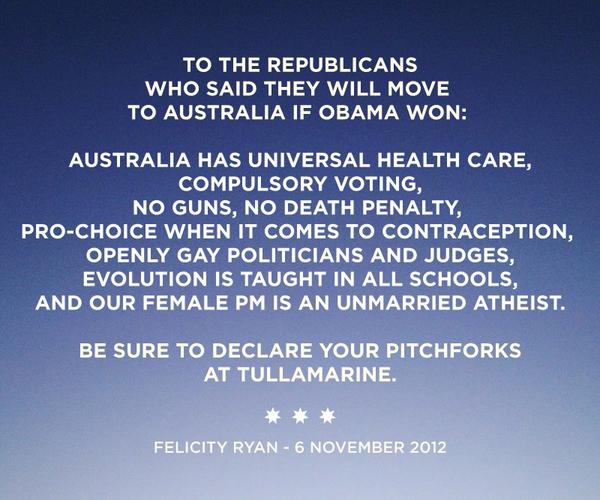 TO THE REPUBLICANS
WHO SAID THEY WILL MOVE
TO AUSTRALIA IF OBAMA WON:
AUSTRALIA HAS UNIVERSAL HEALTH CARE,
COMPULSORY VOTING,
NO GUNS, NO DEATH PENALTY,
PRO-CHOICE WHEN IT COMES TO CONTRACEPTION,
OPENLY GAY POLITICIANS AND JUDGES,
EVOLUTION IS TAUGHT IN ALL SCHOOLS,
AND OUR FEMALE PM IS AN UNMARRIED ATHEIST.
BE SURE TO DECLARE YOUR PITCHFORKS
AT TULLAMARINE.
FELICITY RYAN - 6 NOVEMBER 2012